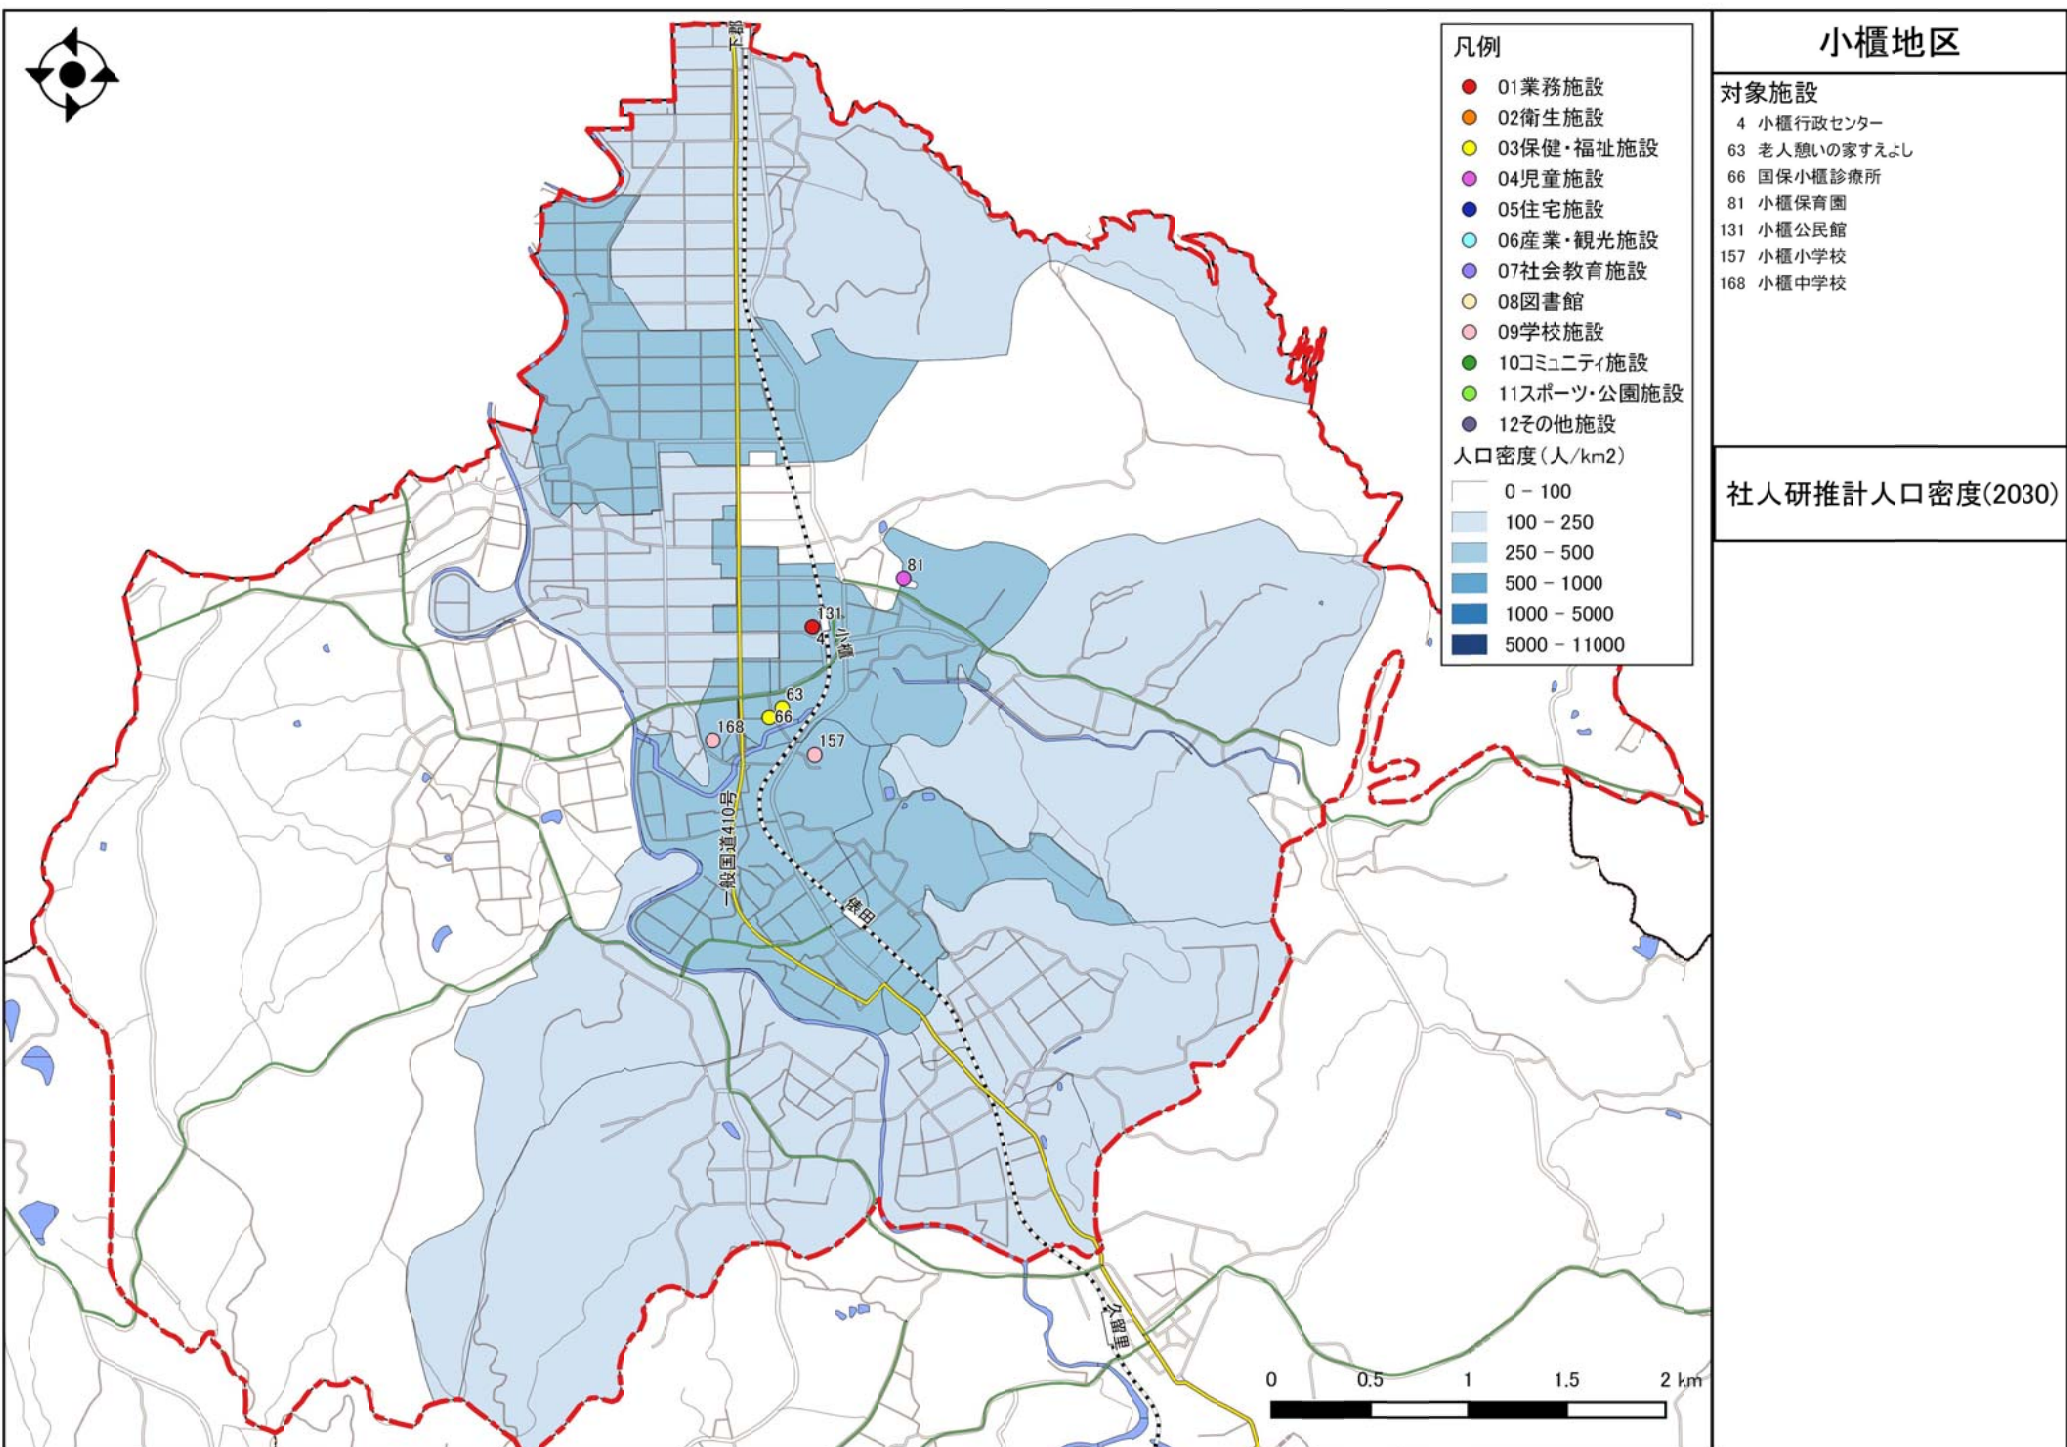 小櫃地区
対象施設
4 小櫃行政センター
63 老人憩いの家すえよし
66 国保小櫃診療所
81 小櫃保育園
131 小櫃公民館
157 小櫃小学校
168 小櫃中学校
社人研推計人口密度(2030)
凡例
01業務施設
02衛生施設
03保健・福祉施設
04児童施設
05住宅施設
06産業・観光施設
07社会教育施設
08図書館
09学校施設
10コミュニティ施設
11スポーツ・公園施設
12その他施設
人口密度(人/km2)
0 - 100
100 - 250
250 - 500
500 - 1000
1000 - 5000
5000 - 11000
下郡
81
131
4
小櫃
63
66
168
157
一般国道410号
俵田
久留里
0 0.5 1 1.5 2 km